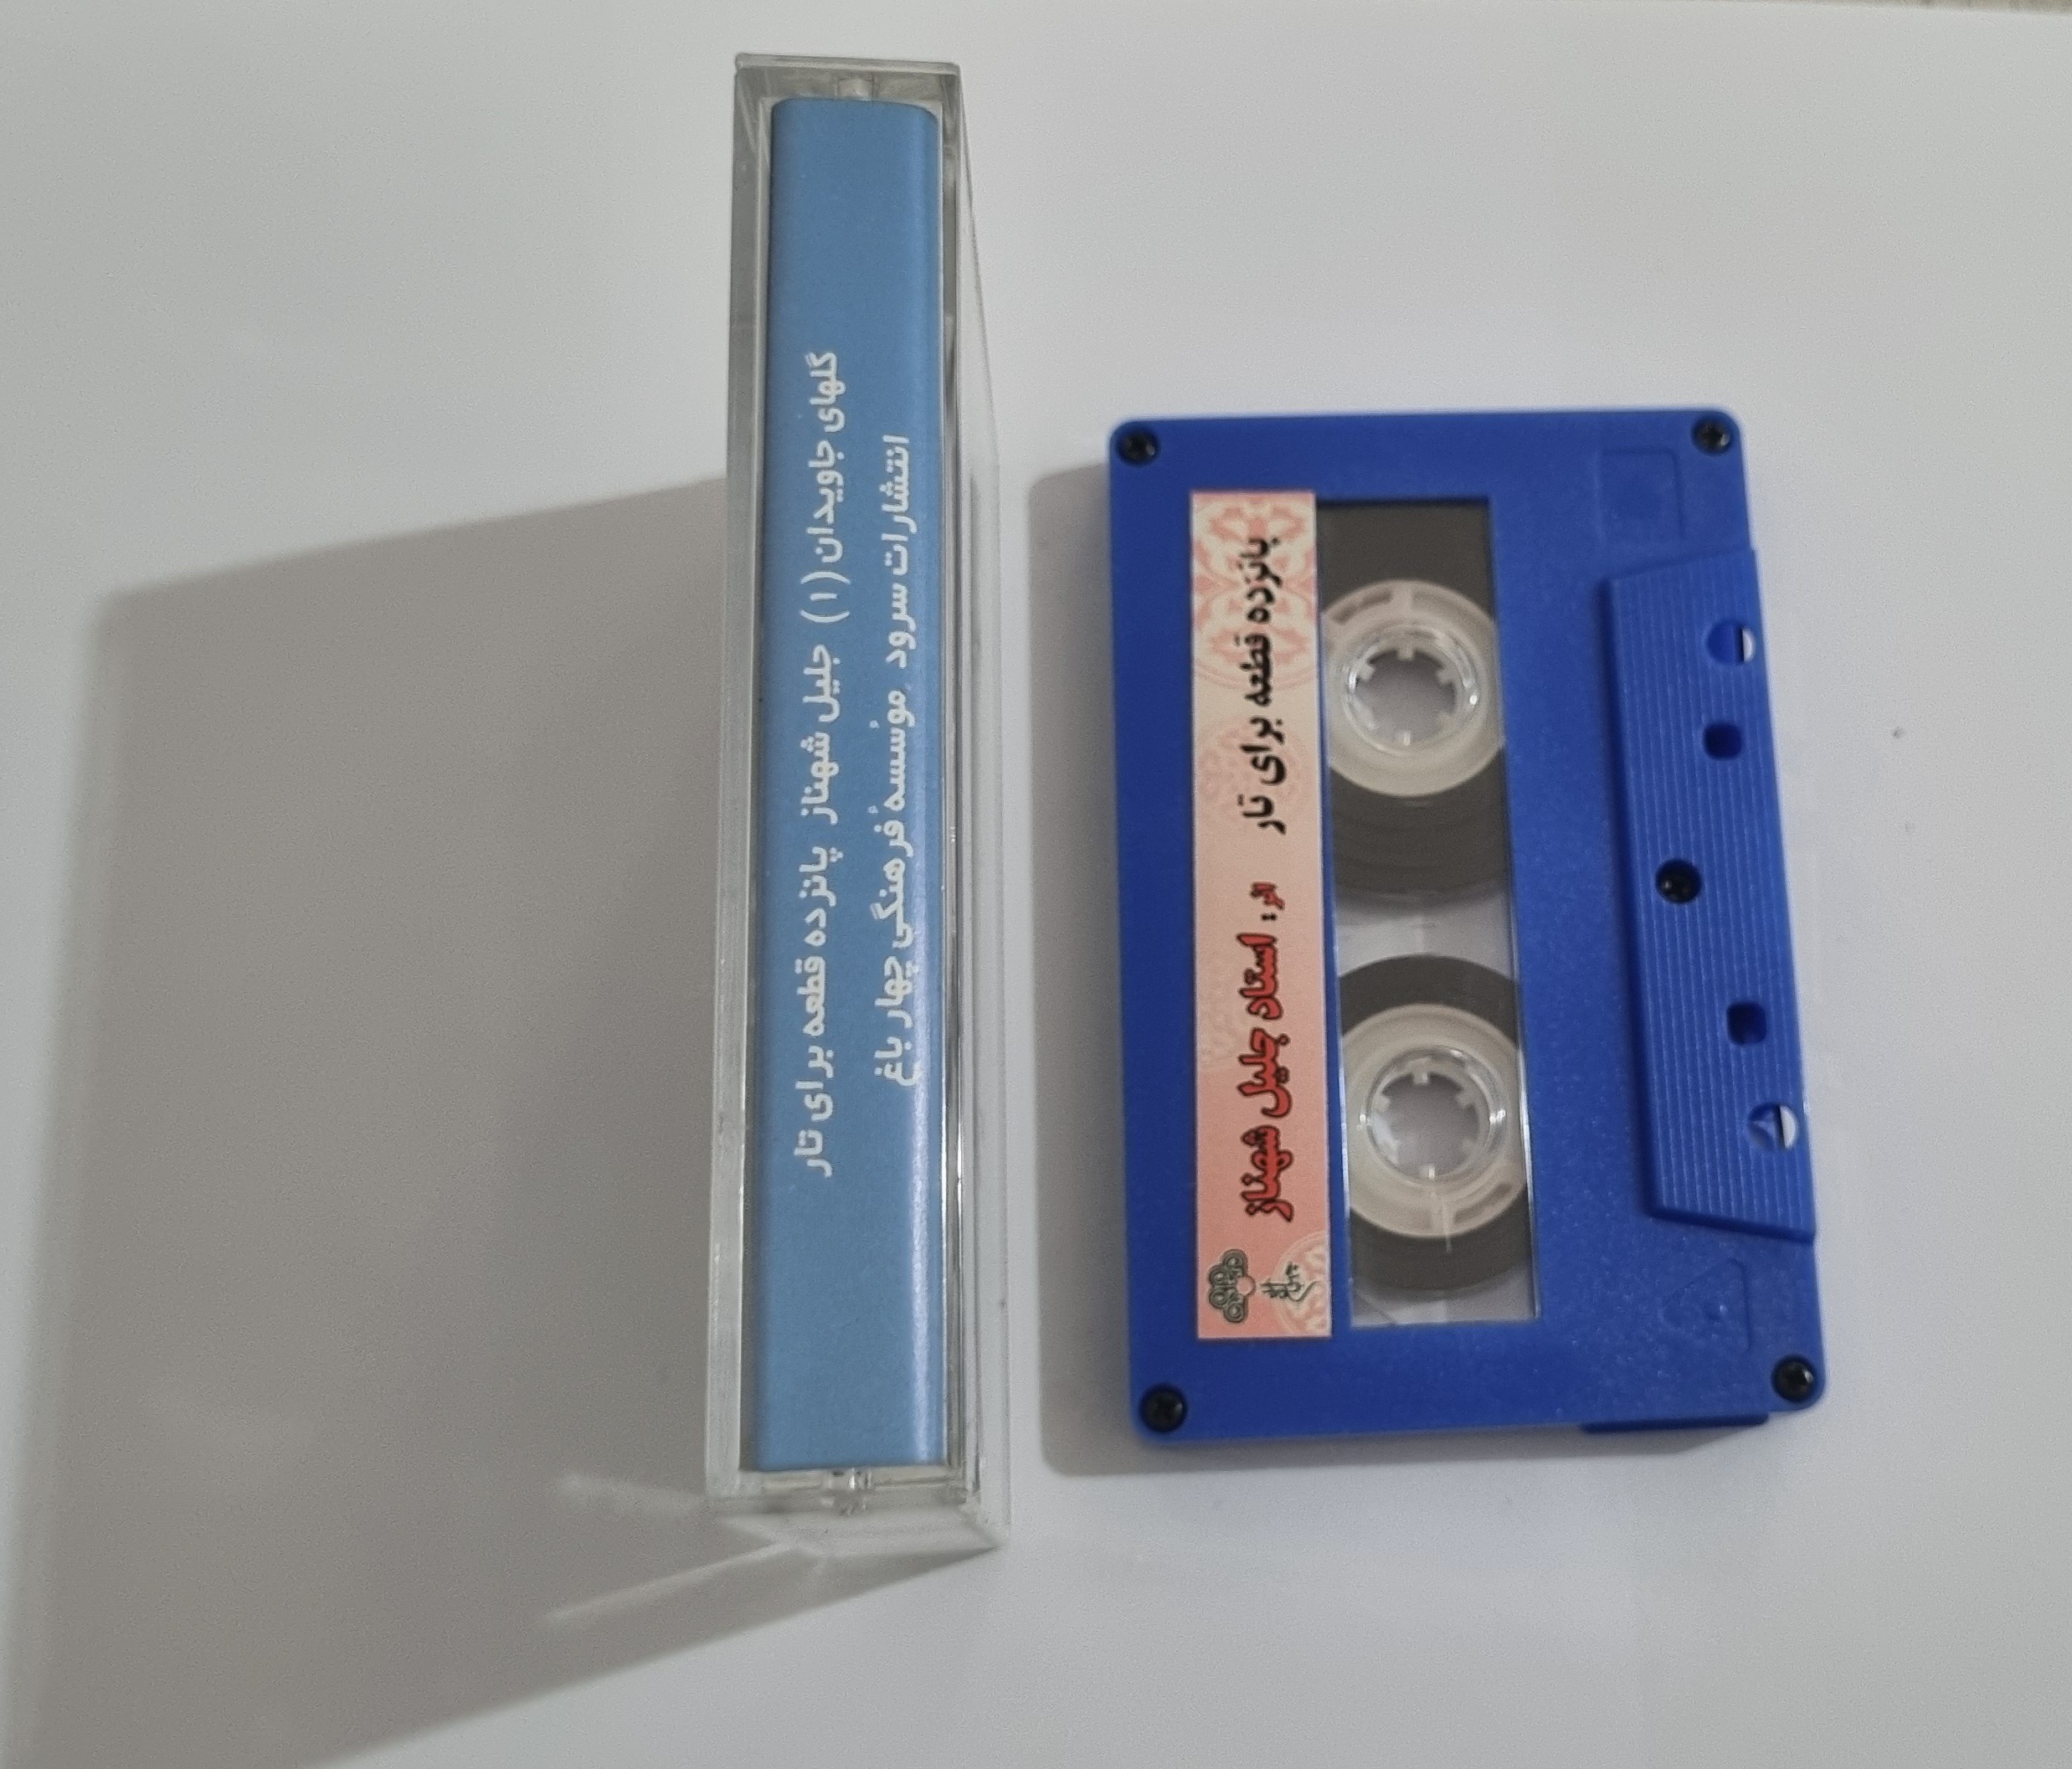 گلهای جاویدان (۱) جلیل شهناز پانزده قطعه برای تار
انتشارات سرود مؤسسهٔ فرهنگی چهار باغ
پانزده قطعه برای تار اثر: استاد جلیل شهناز